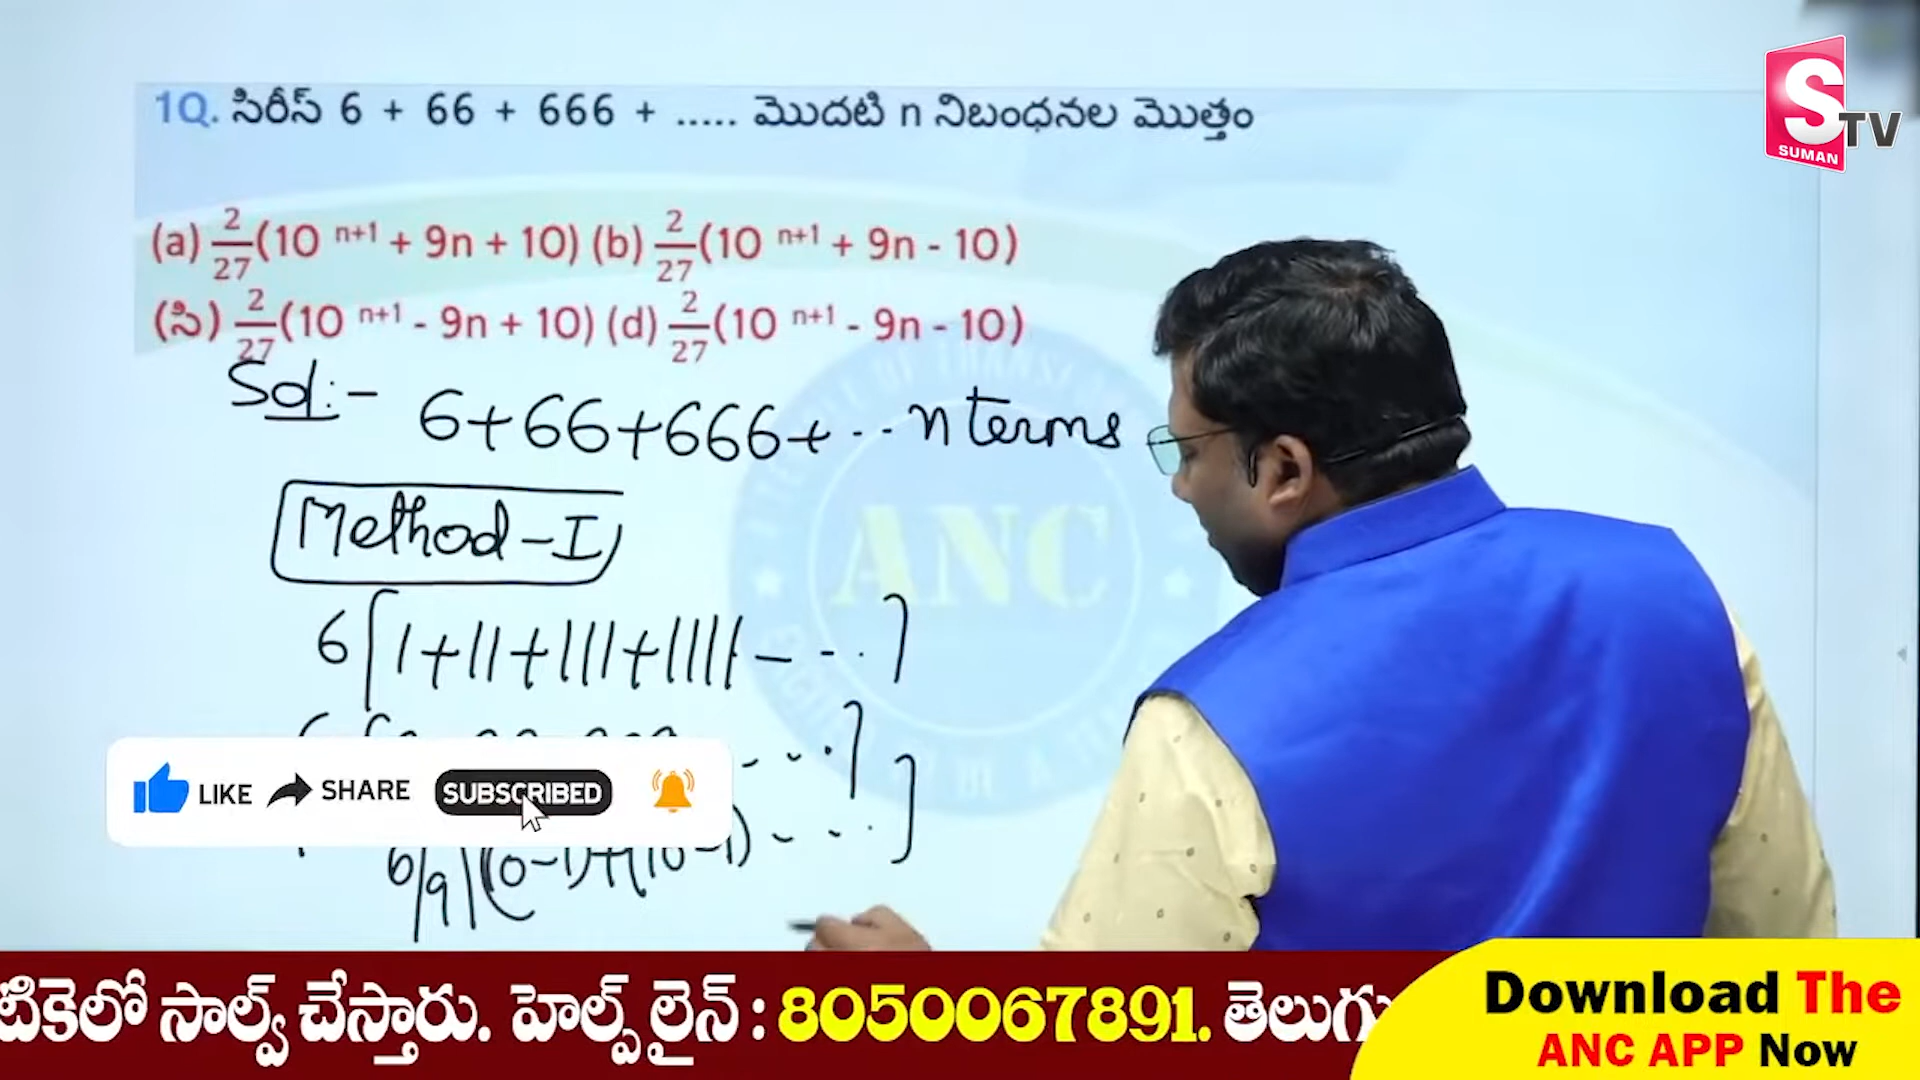 S TV
SUMAN
1Q. సిరీస్ 6 + 66 + 666 + ..... మొదటి n నిబంధనల మొత్తం
(a) 2/27 (10 ⁿ⁺¹ + 9n + 10) (b) 2/27 (10 ⁿ⁺¹ + 9n - 10)
(సి) 2/27 (10 ⁿ⁺¹ - 9n + 10) (d) 2/27 (10 ⁿ⁺¹ - 9n - 10)
Sol:-
6+66+666+... n terms
Method-I
6[1+11+111+1111- - ..]
ANC
LIKE SHARE SUBSCRIBED
6/9 [(10-1)+(10-1) - - ..]
టికెలో సాల్వ్ చేస్తారు. హెల్ప్ లైన్ : 8050067891. తెలుగు
Download The
ANC APP Now